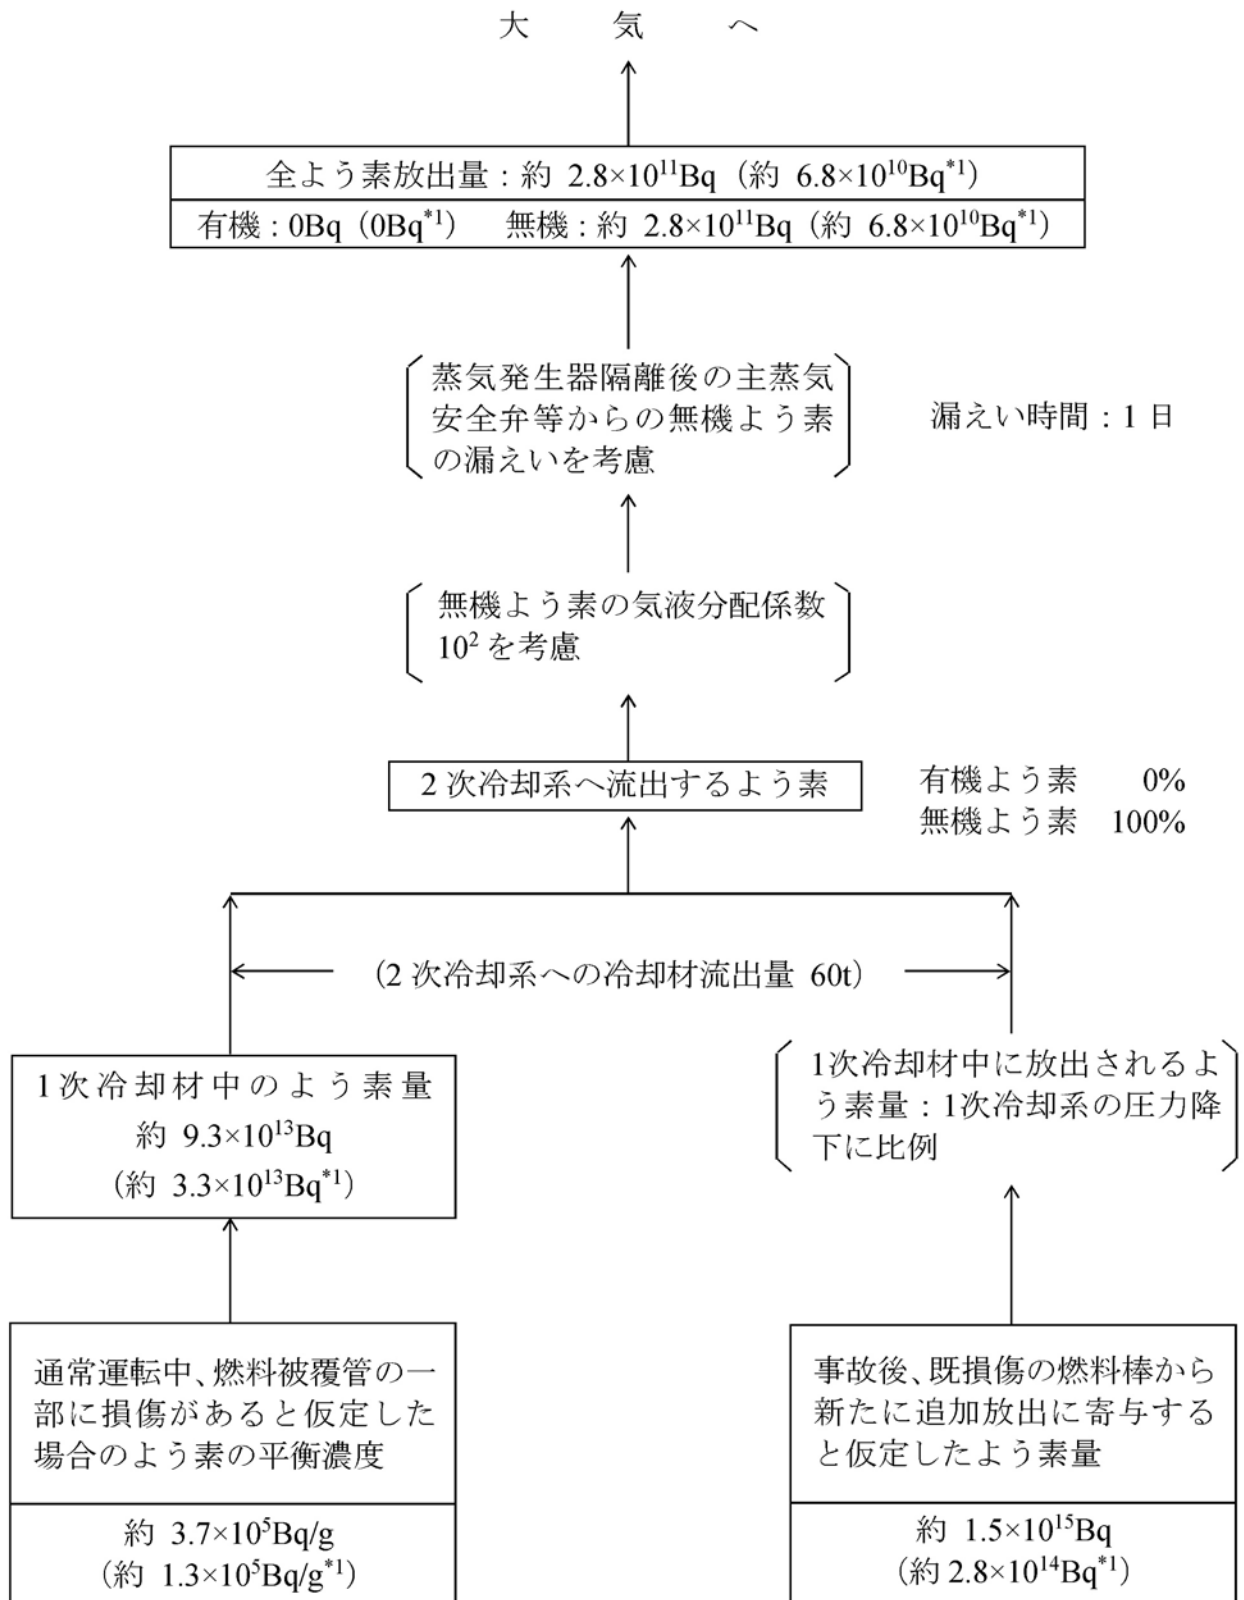 大 気 へ
全よう素放出量：約 2.8×10¹¹Bq（約 6.8×10¹⁰Bq*¹）
有機：0Bq（0Bq*¹） 無機：約 2.8×10¹¹Bq（約 6.8×10¹⁰Bq*¹）
蒸気発生器隔離後の主蒸気
安全弁等からの無機よう素
の漏えいを考慮
漏えい時間：1 日
無機よう素の気液分配係数
10² を考慮
2 次冷却系へ流出するよう素
有機よう素 0%
無機よう素 100%
（2 次冷却系への冷却材流出量 60t）
1次冷却材中のよう素量
約 9.3×10¹³Bq
（約 3.3×10¹³Bq*¹）
1次冷却材中に放出されるよ
う素量：1次冷却系の圧力降
下に比例
通常運転中、燃料被覆管の一
部に損傷があると仮定した
場合のよう素の平衡濃度
約 3.7×10⁵Bq/g
（約 1.3×10⁵Bq/g*¹）
事故後、既損傷の燃料棒から
新たに追加放出に寄与する
と仮定したよう素量
約 1.5×10¹⁵Bq
（約 2.8×10¹⁴Bq*¹）